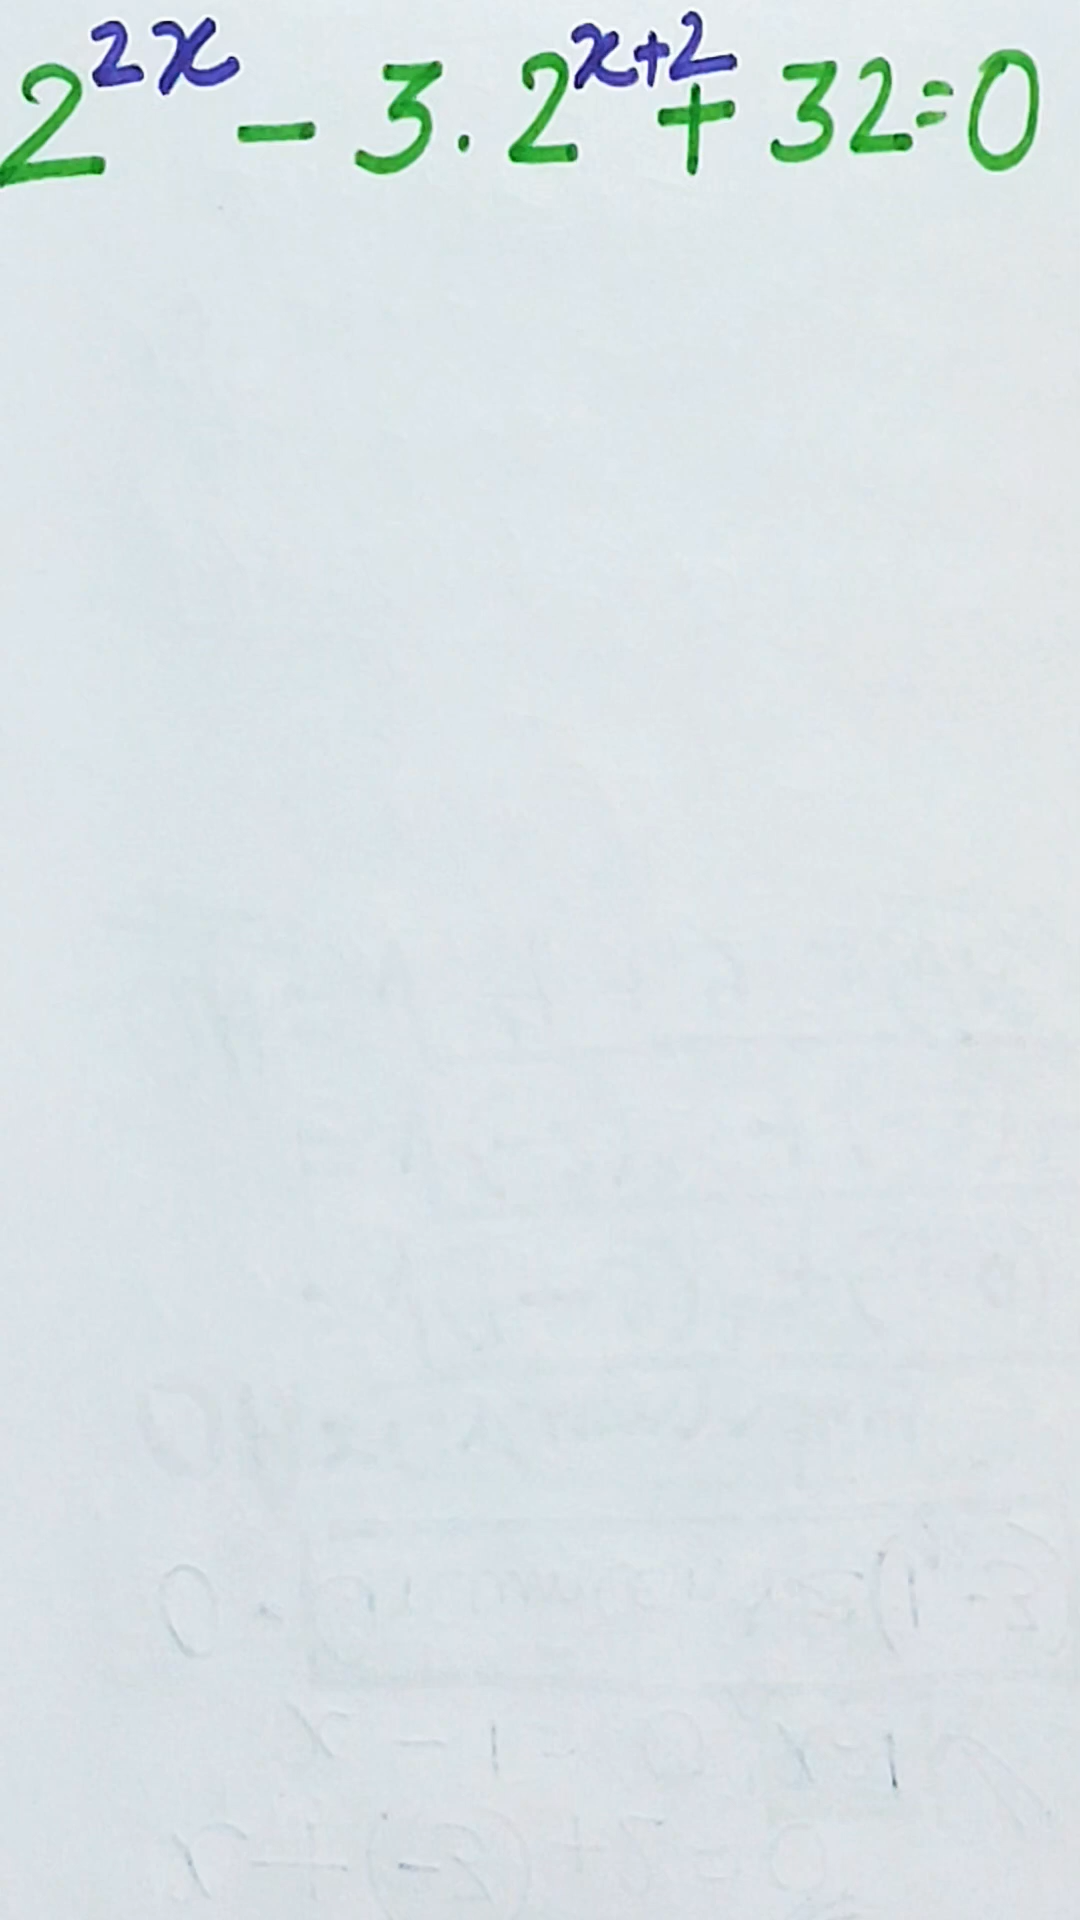 2^{2x} - 3 . 2^{x+2} + 32 = 0